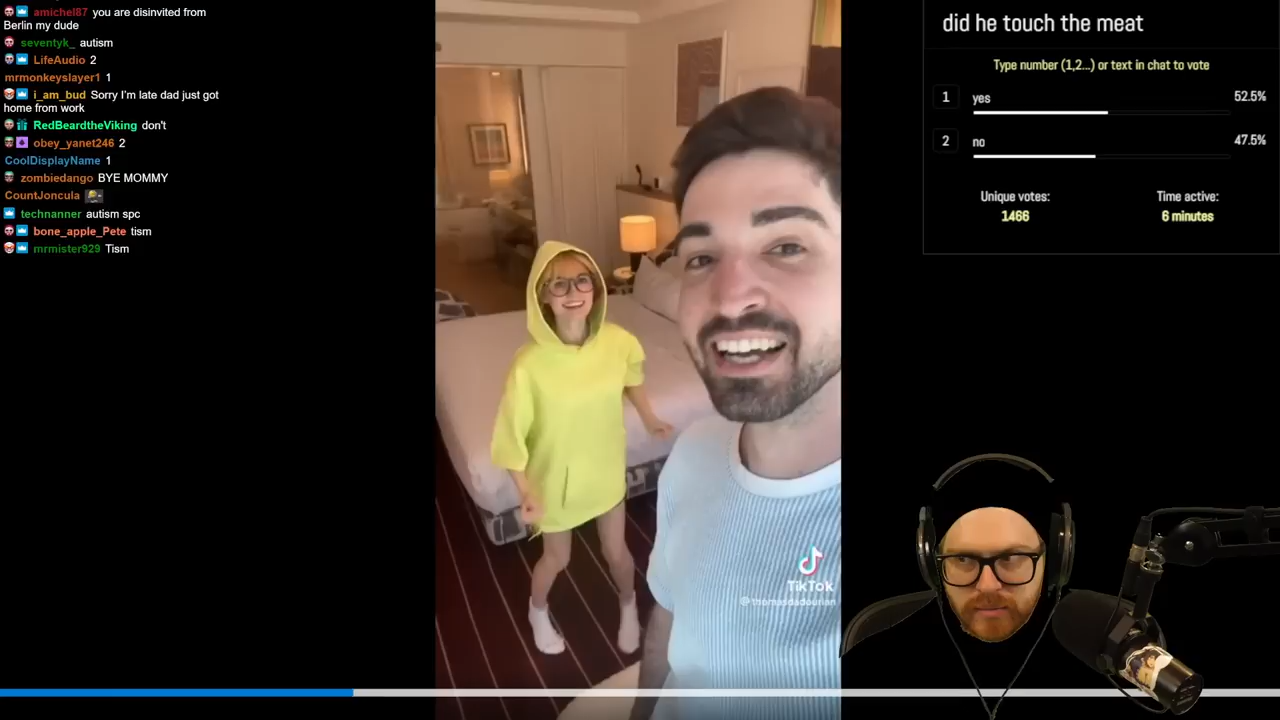 amichel87 you are disinvited from
Berlin my dude
seventyk_ autism
LifeAudio 2
mrmonkeyslayer1 1
i_am_bud Sorry I'm late dad just got
home from work
RedBeardtheViking don't
obey_yanet246 2
CoolDisplayName 1
zombiedango BYE MOMMY
CountJoncula
technanner autism spc
bone_apple_Pete tism
mrmister929 Tism
did he touch the meat
Type number (1,2...) or text in chat to vote
1 yes 52.5%
2 no 47.5%
Unique votes: Time active:
1466 6 minutes
TikTok
@thomasdadourian